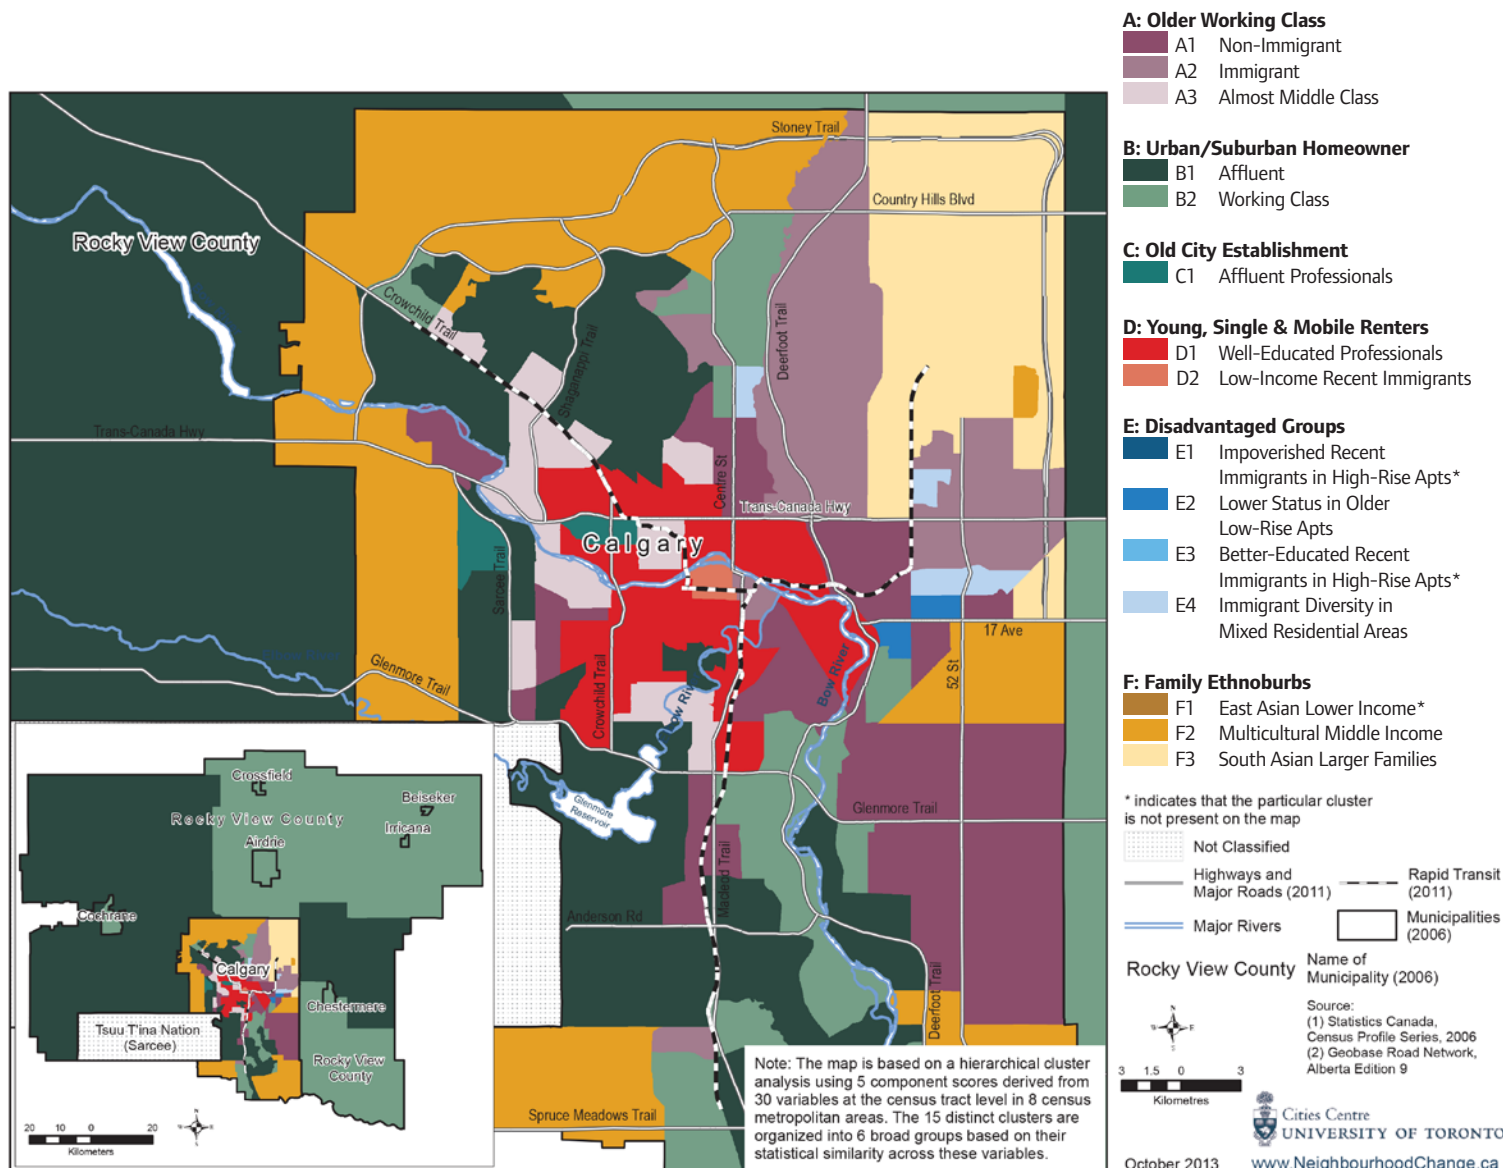 A: Older Working Class
A1 Non-Immigrant
A2 Immigrant
A3 Almost Middle Class
B: Urban/Suburban Homeowner
B1 Affluent
B2 Working Class
C: Old City Establishment
C1 Affluent Professionals
D: Young, Single & Mobile Renters
D1 Well-Educated Professionals
D2 Low-Income Recent Immigrants
E: Disadvantaged Groups
E1 Impoverished Recent
Immigrants in High-Rise Apts*
E2 Lower Status in Older
Low-Rise Apts
E3 Better-Educated Recent
Immigrants in High-Rise Apts*
E4 Immigrant Diversity in
Mixed Residential Areas
F: Family Ethnoburbs
F1 East Asian Lower Income*
F2 Multicultural Middle Income
F3 South Asian Larger Families
* indicates that the particular cluster
is not present on the map
Not Classified
Highways and
Major Roads (2011)
Rapid Transit
(2011)
Major Rivers
Municipalities
(2006)
Rocky View County
Name of
Municipality (2006)
N
W E
S
Source:
(1) Statistics Canada,
Census Profile Series, 2006
(2) Geobase Road Network,
Alberta Edition 9
3 1.5 0 3
Kilometres
Cities Centre
UNIVERSITY OF TORONTO
October 2013 www.NeighbourhoodChange.ca
Stoney Trail
Country Hills Blvd
Rocky View County
Crowchild Trail
Shaganappi Trail
Deerfoot Trail
Trans-Canada Hwy
Centre St
Trans-Canada Hwy
Calgary
Sarcee Trail
17 Ave
Glenmore Trail
Crowchild Trail
Bow River
52 St
Glenmore Reservoir
Glenmore Trail
Macleod Trail
Anderson Rd
Deerfoot Trail
Spruce Meadows Trail
Crossfield
Beiseker
Rocky View County
Irricana
Airdrie
Cochrane
Calgary
Chestermere
Tsuu T'ina Nation
(Sarcee)
Rocky View
County
20 10 0 20
Kilometers
N
W E
S
Note: The map is based on a hierarchical cluster
analysis using 5 component scores derived from
30 variables at the census tract level in 8 census
metropolitan areas. The 15 distinct clusters are
organized into 6 broad groups based on their
statistical similarity across these variables.